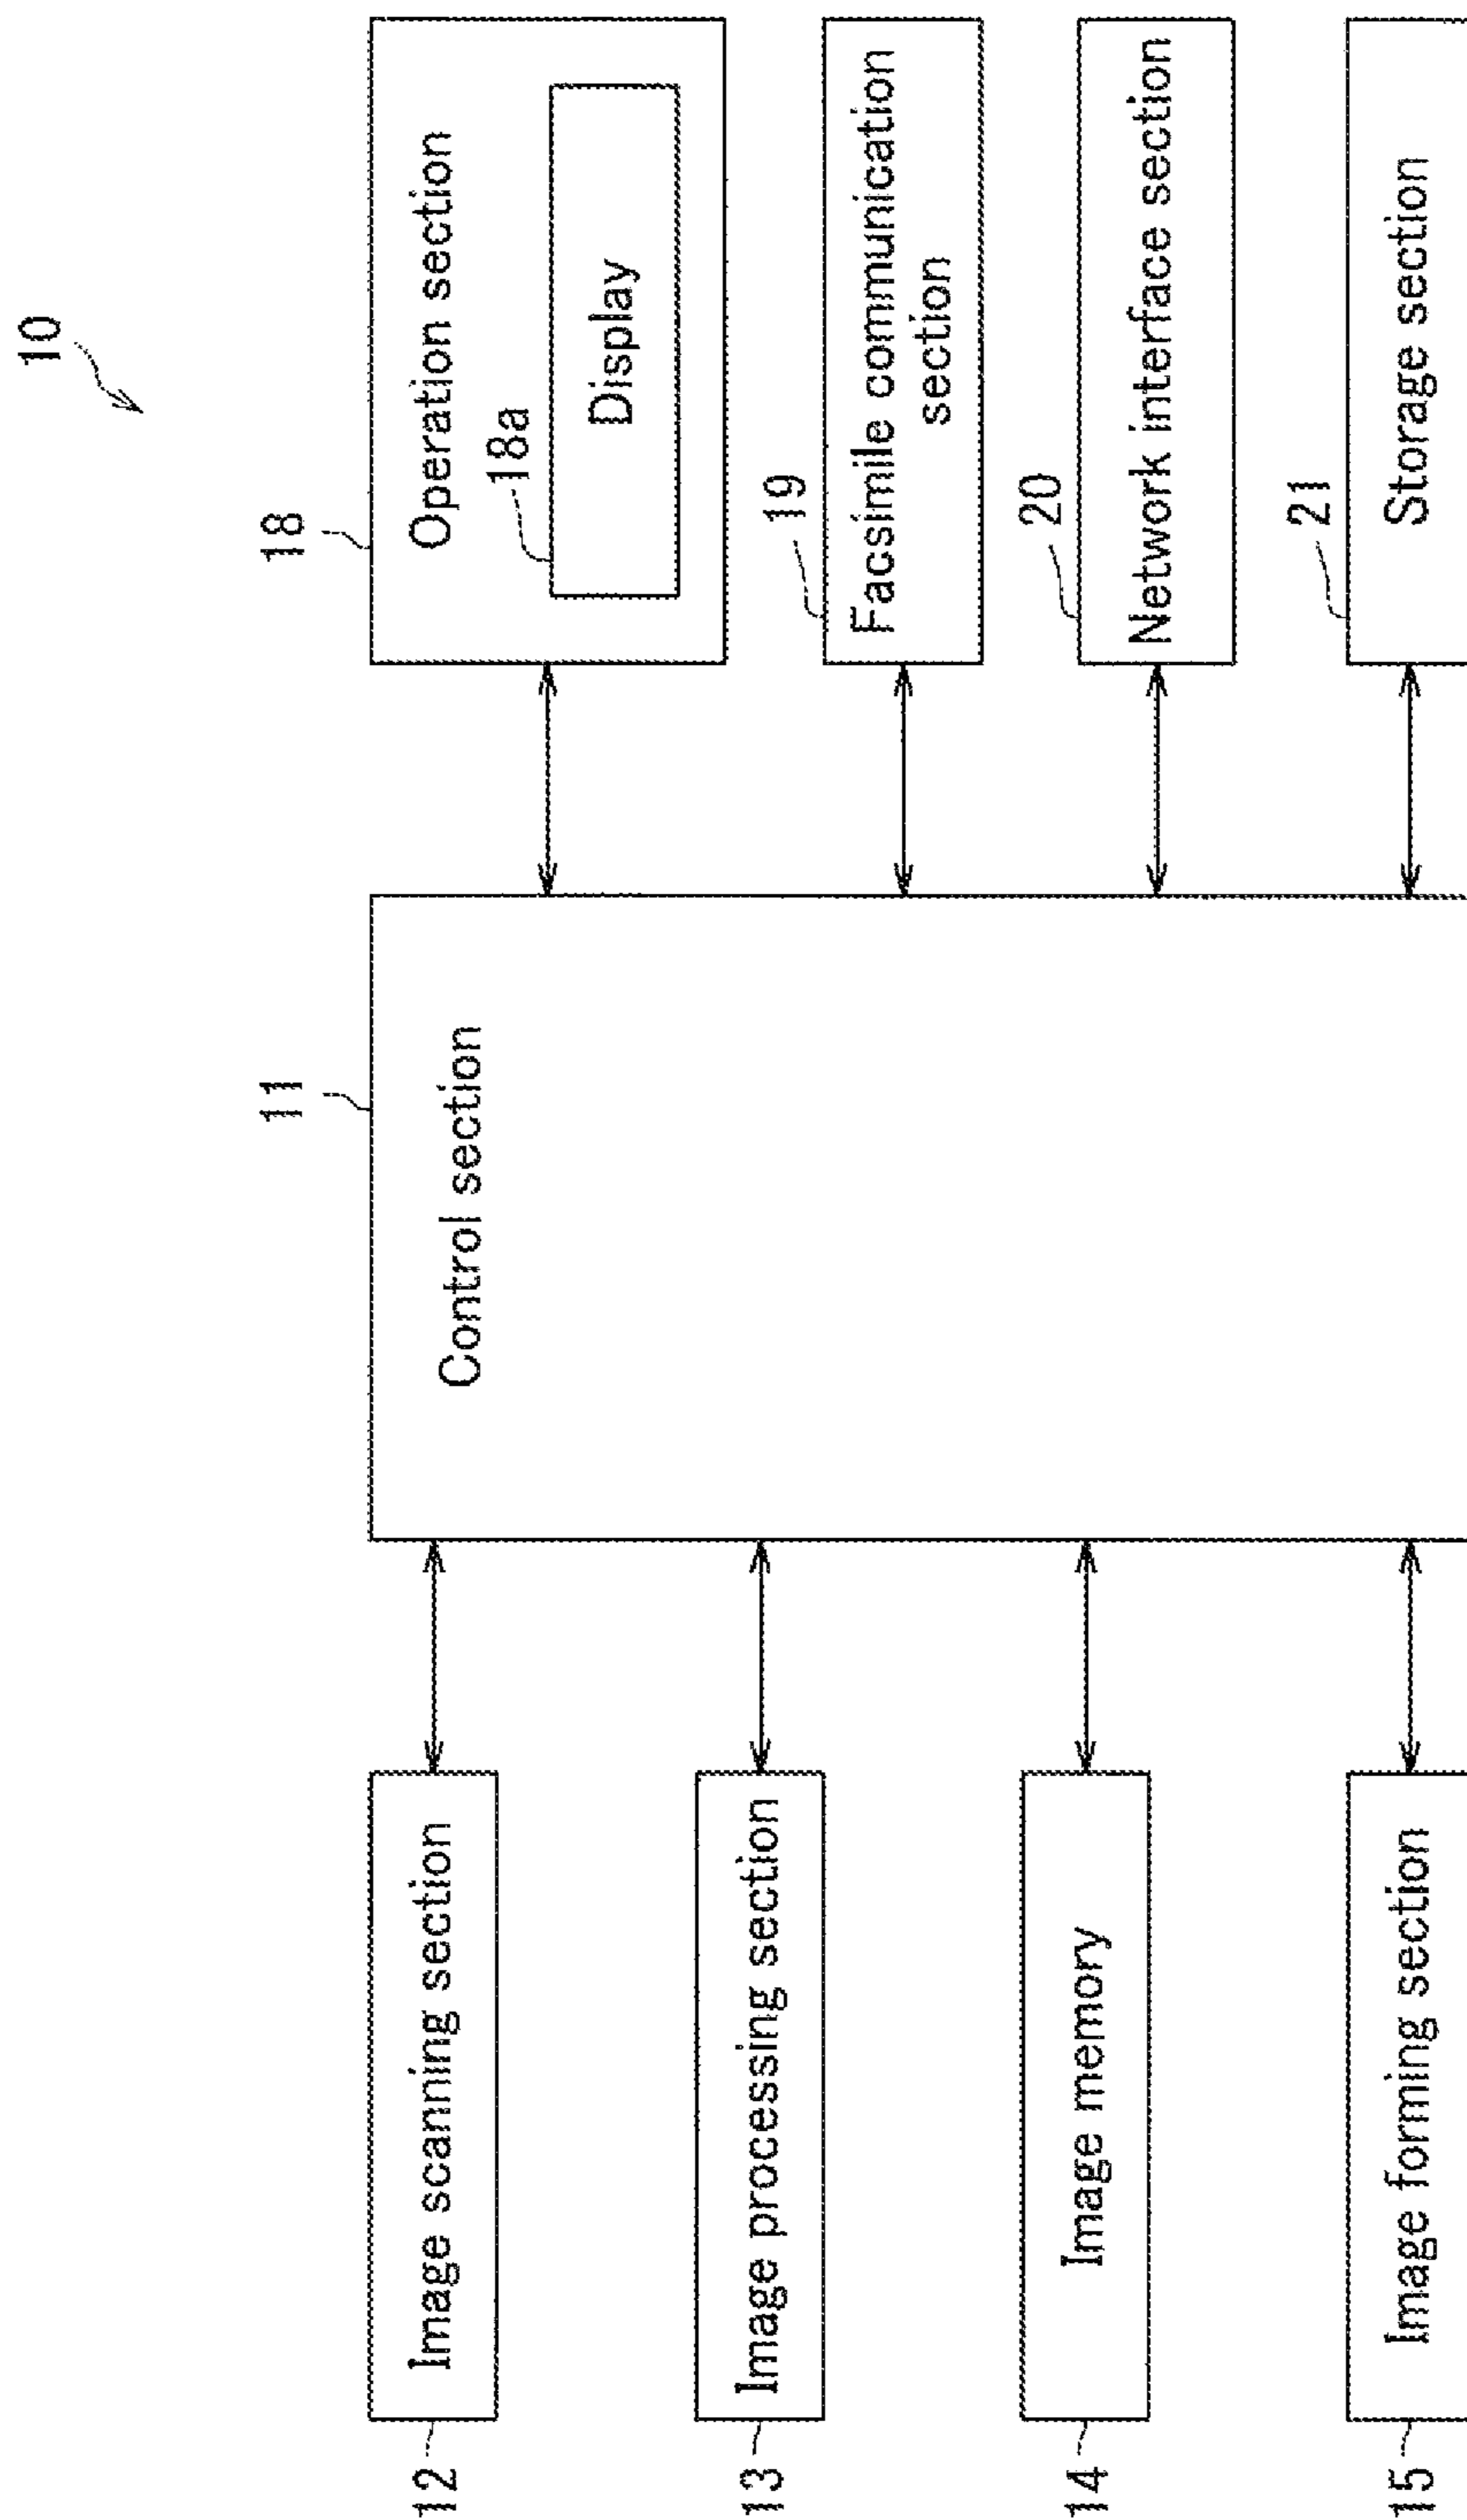 10
11
18
12
Image scanning section
Control section
Operation section
18a
Display
13
Image processing section
19
Facsimile communication
section
14
Image memory
20
Network interface section
15
Image forming section
21
Storage section